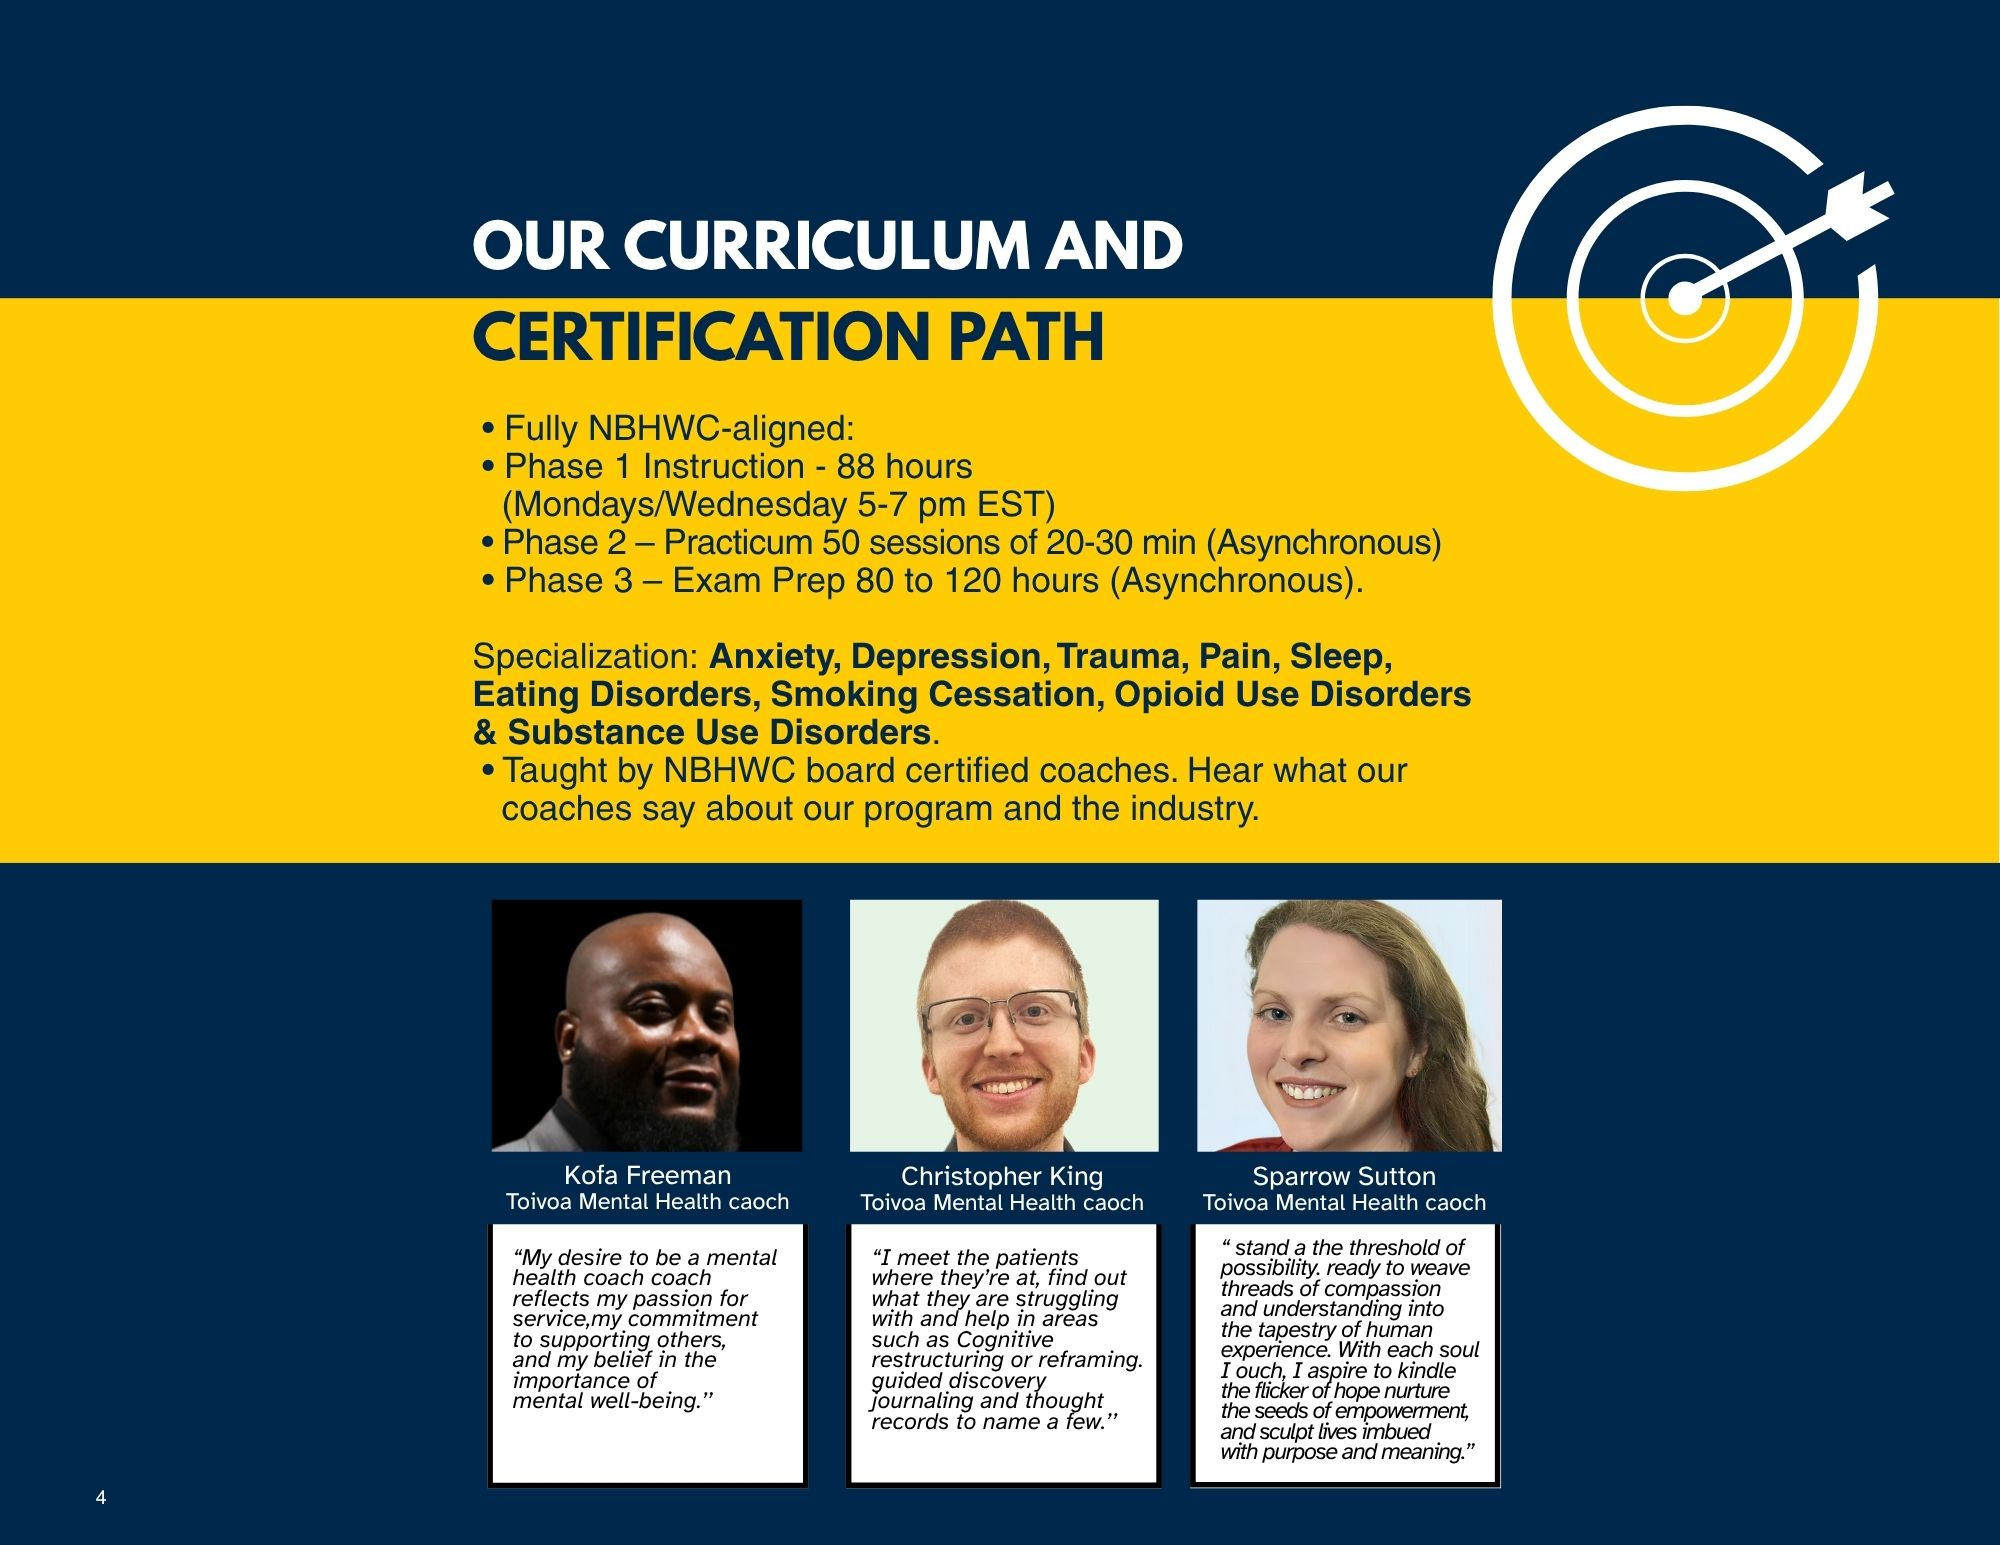 OUR CURRICULUM AND
CERTIFICATION PATH
• Fully NBHWC-aligned:
• Phase 1 Instruction - 88 hours
(Mondays/Wednesday 5-7 pm EST)
• Phase 2 – Practicum 50 sessions of 20-30 min (Asynchronous)
• Phase 3 – Exam Prep 80 to 120 hours (Asynchronous).
Specialization: Anxiety, Depression, Trauma, Pain, Sleep,
Eating Disorders, Smoking Cessation, Opioid Use Disorders
& Substance Use Disorders.
• Taught by NBHWC board certified coaches. Hear what our
coaches say about our program and the industry.
Kofa Freeman
Toivoa Mental Health caoch
“My desire to be a mental
health coach coach
reflects my passion for
service,my commitment
to supporting others,
and my belief in the
importance of
mental well-being.’’
Christopher King
Toivoa Mental Health caoch
“I meet the patients
where they’re at, find out
what they are struggling
with and help in areas
such as Cognitive
restructuring or reframing.
guided discovery
journaling and thought
records to name a few.’’
Sparrow Sutton
Toivoa Mental Health caoch
“ stand a the threshold of
possibility. ready to weave
threads of compassion
and understanding into
the tapestry of human
experience. With each soul
I ouch, I aspire to kindle
the flicker of hope nurture
the seeds of empowerment,
and sculpt lives imbued
with purpose and meaning.”
4